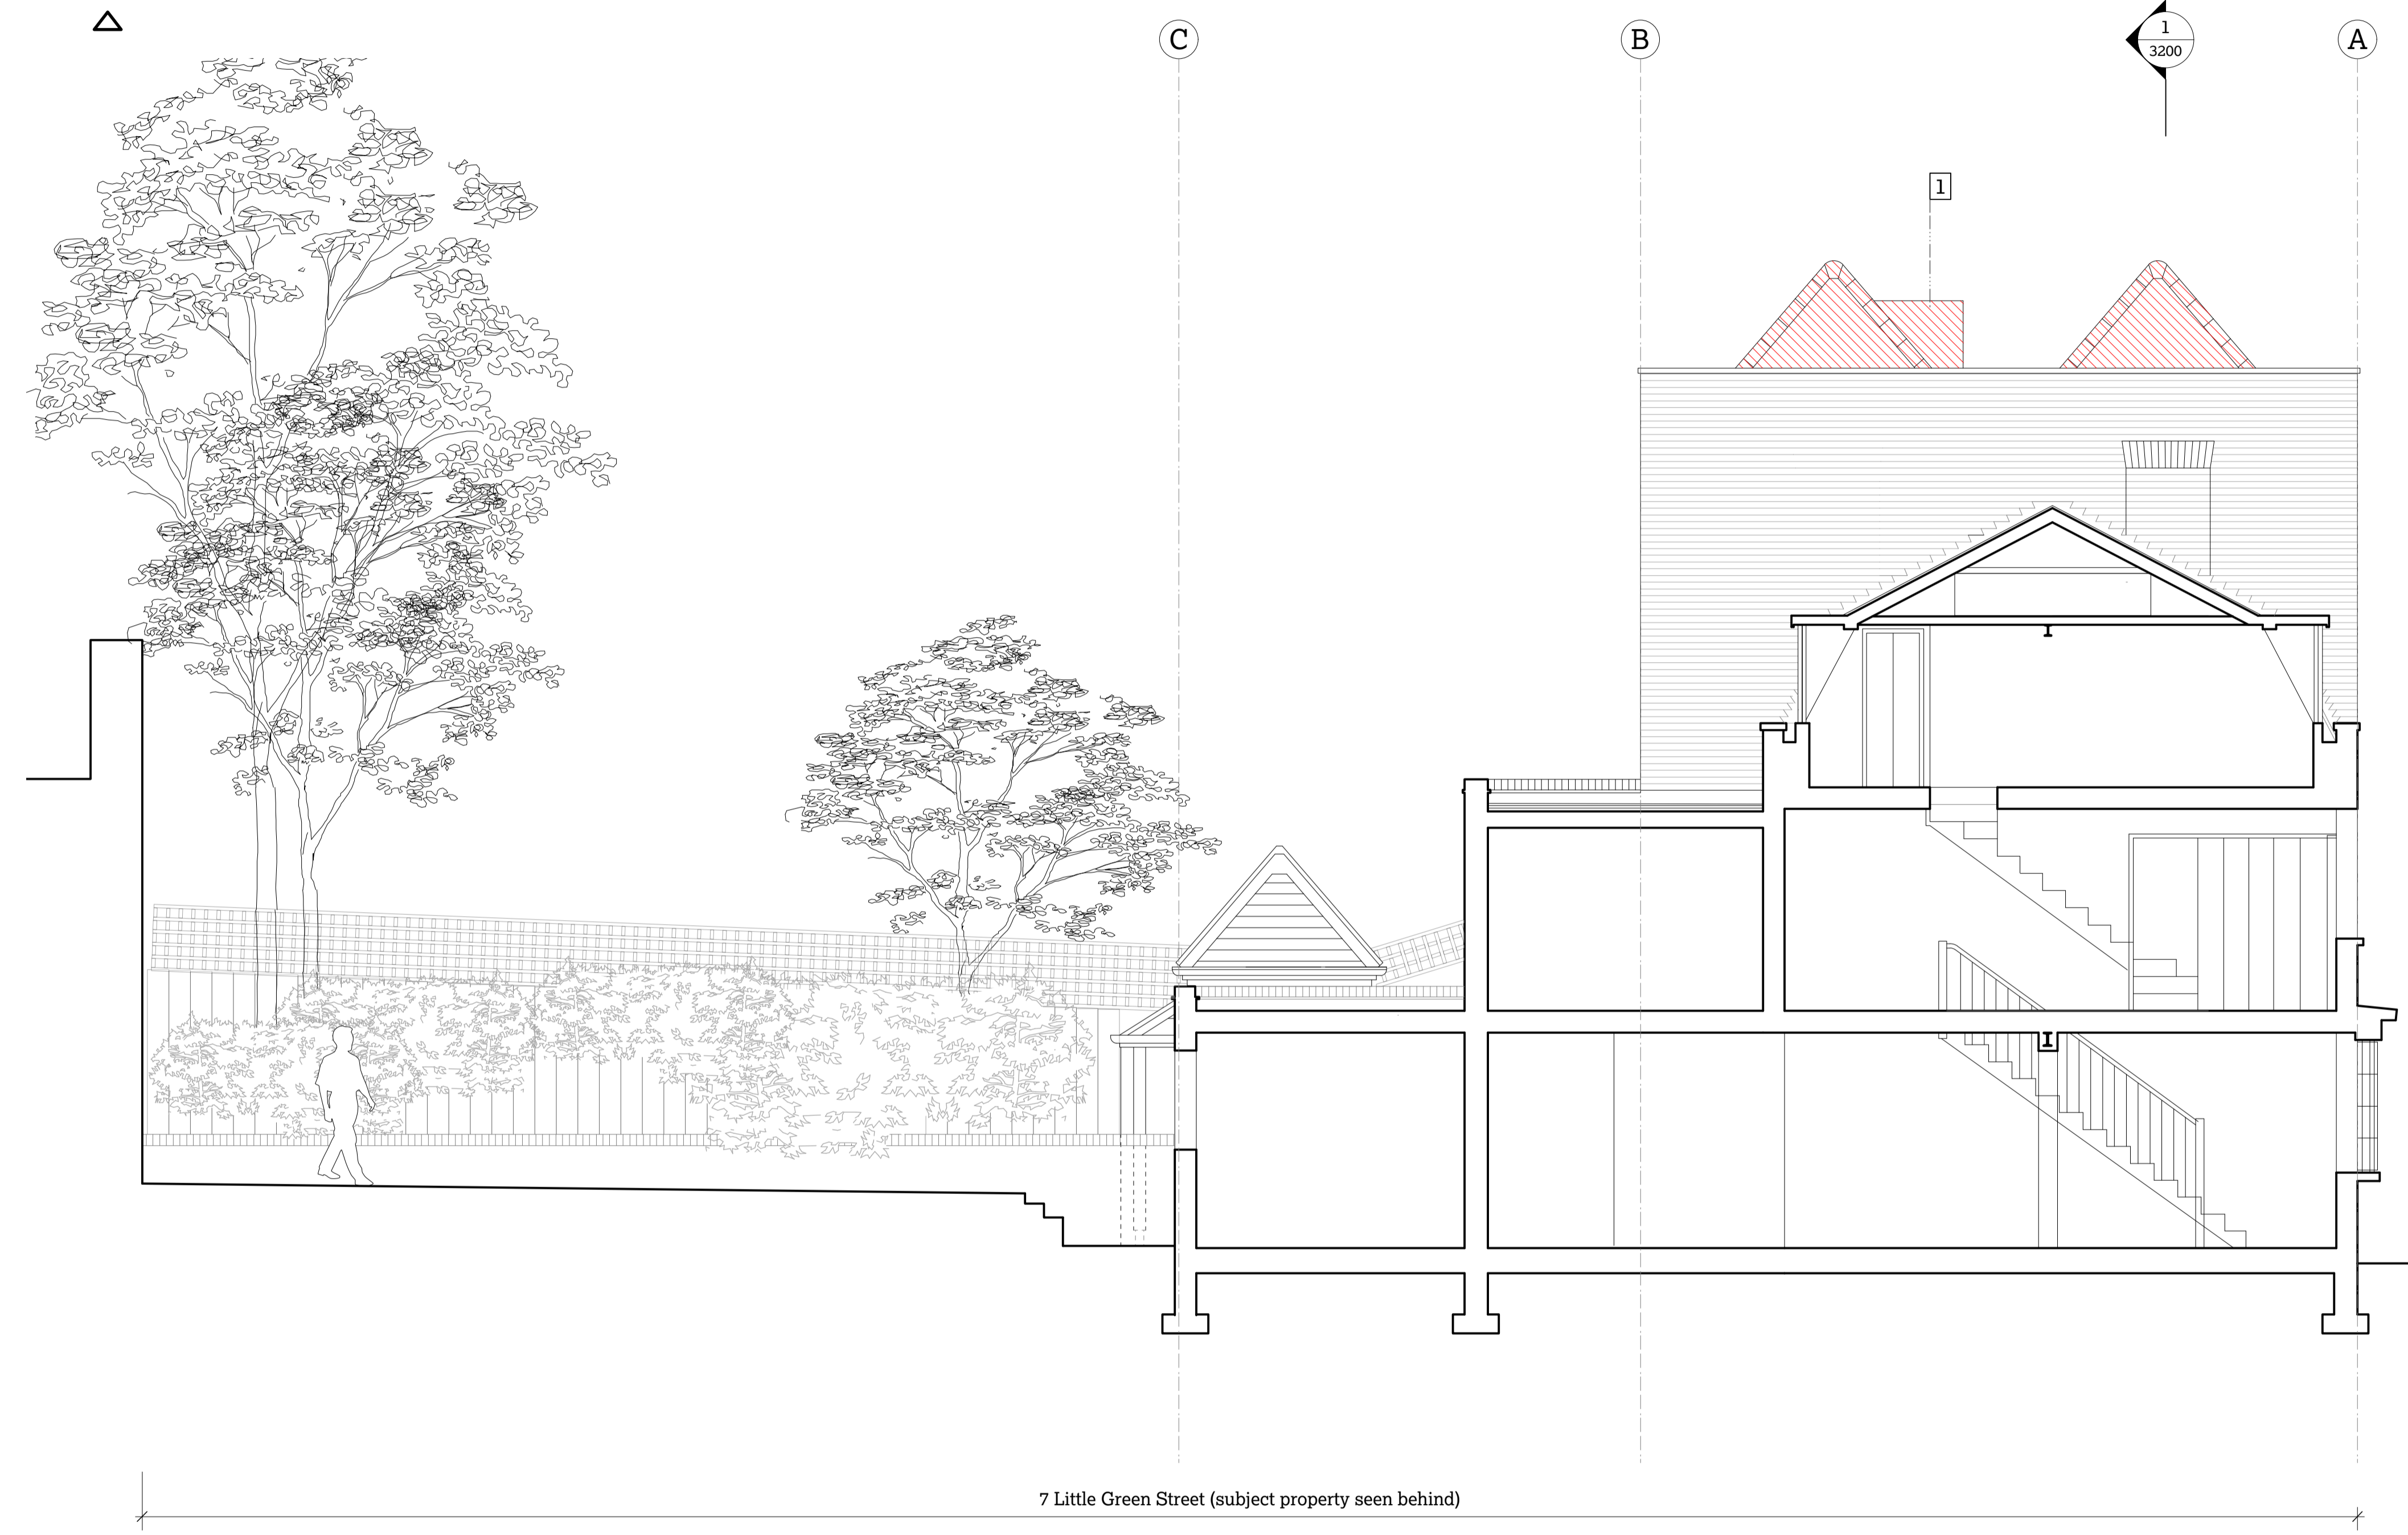 C
B
1
3200
A
1
7 Little Green Street (subject property seen behind)